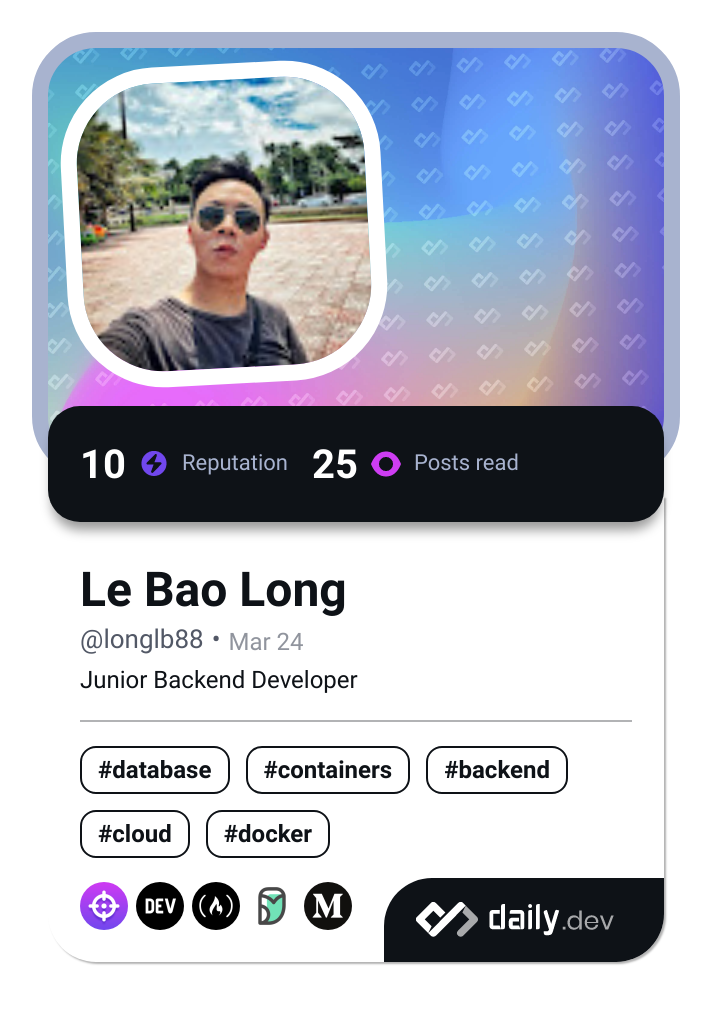 10 Reputation 25 Posts read
Le Bao Long
@longlb88 • Mar 24
Junior Backend Developer
#database #containers #backend
#cloud #docker
DEV M daily.dev